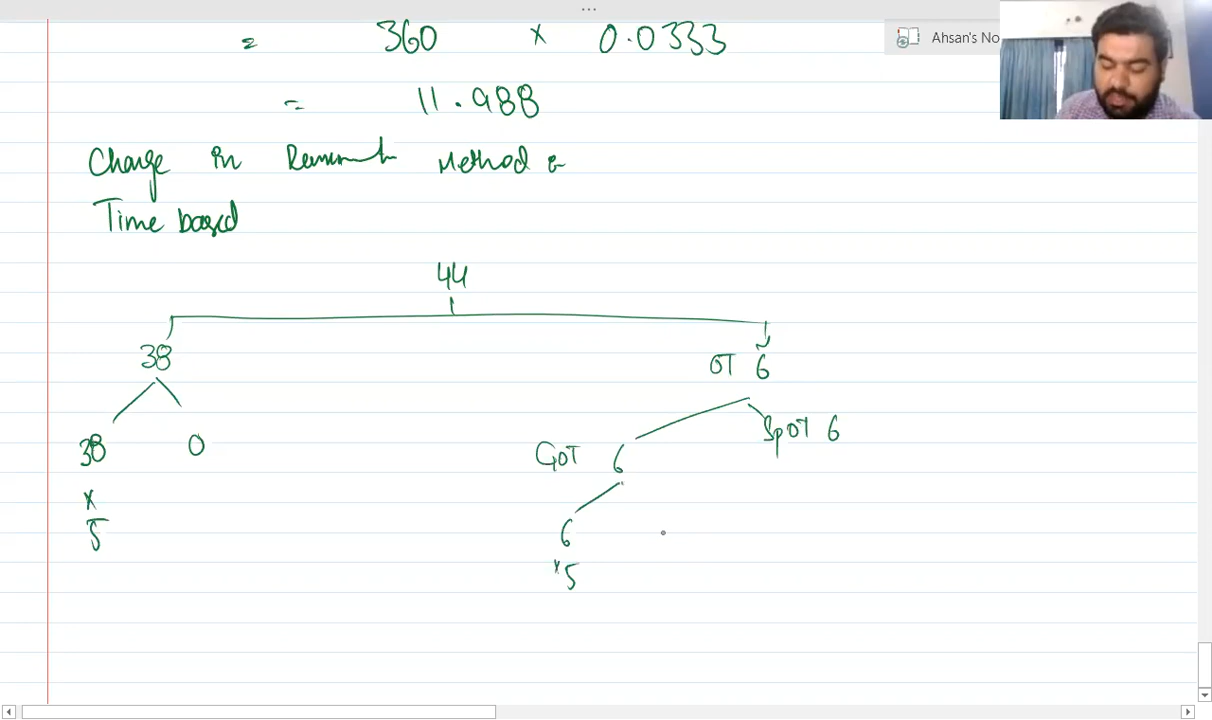 = 360 × 0.0333
Ahsan's No
= 11.988
Change in Method
Time based
44
38 OT 6
38 0 GOT 6 SpOT 6
×
5 6
×5